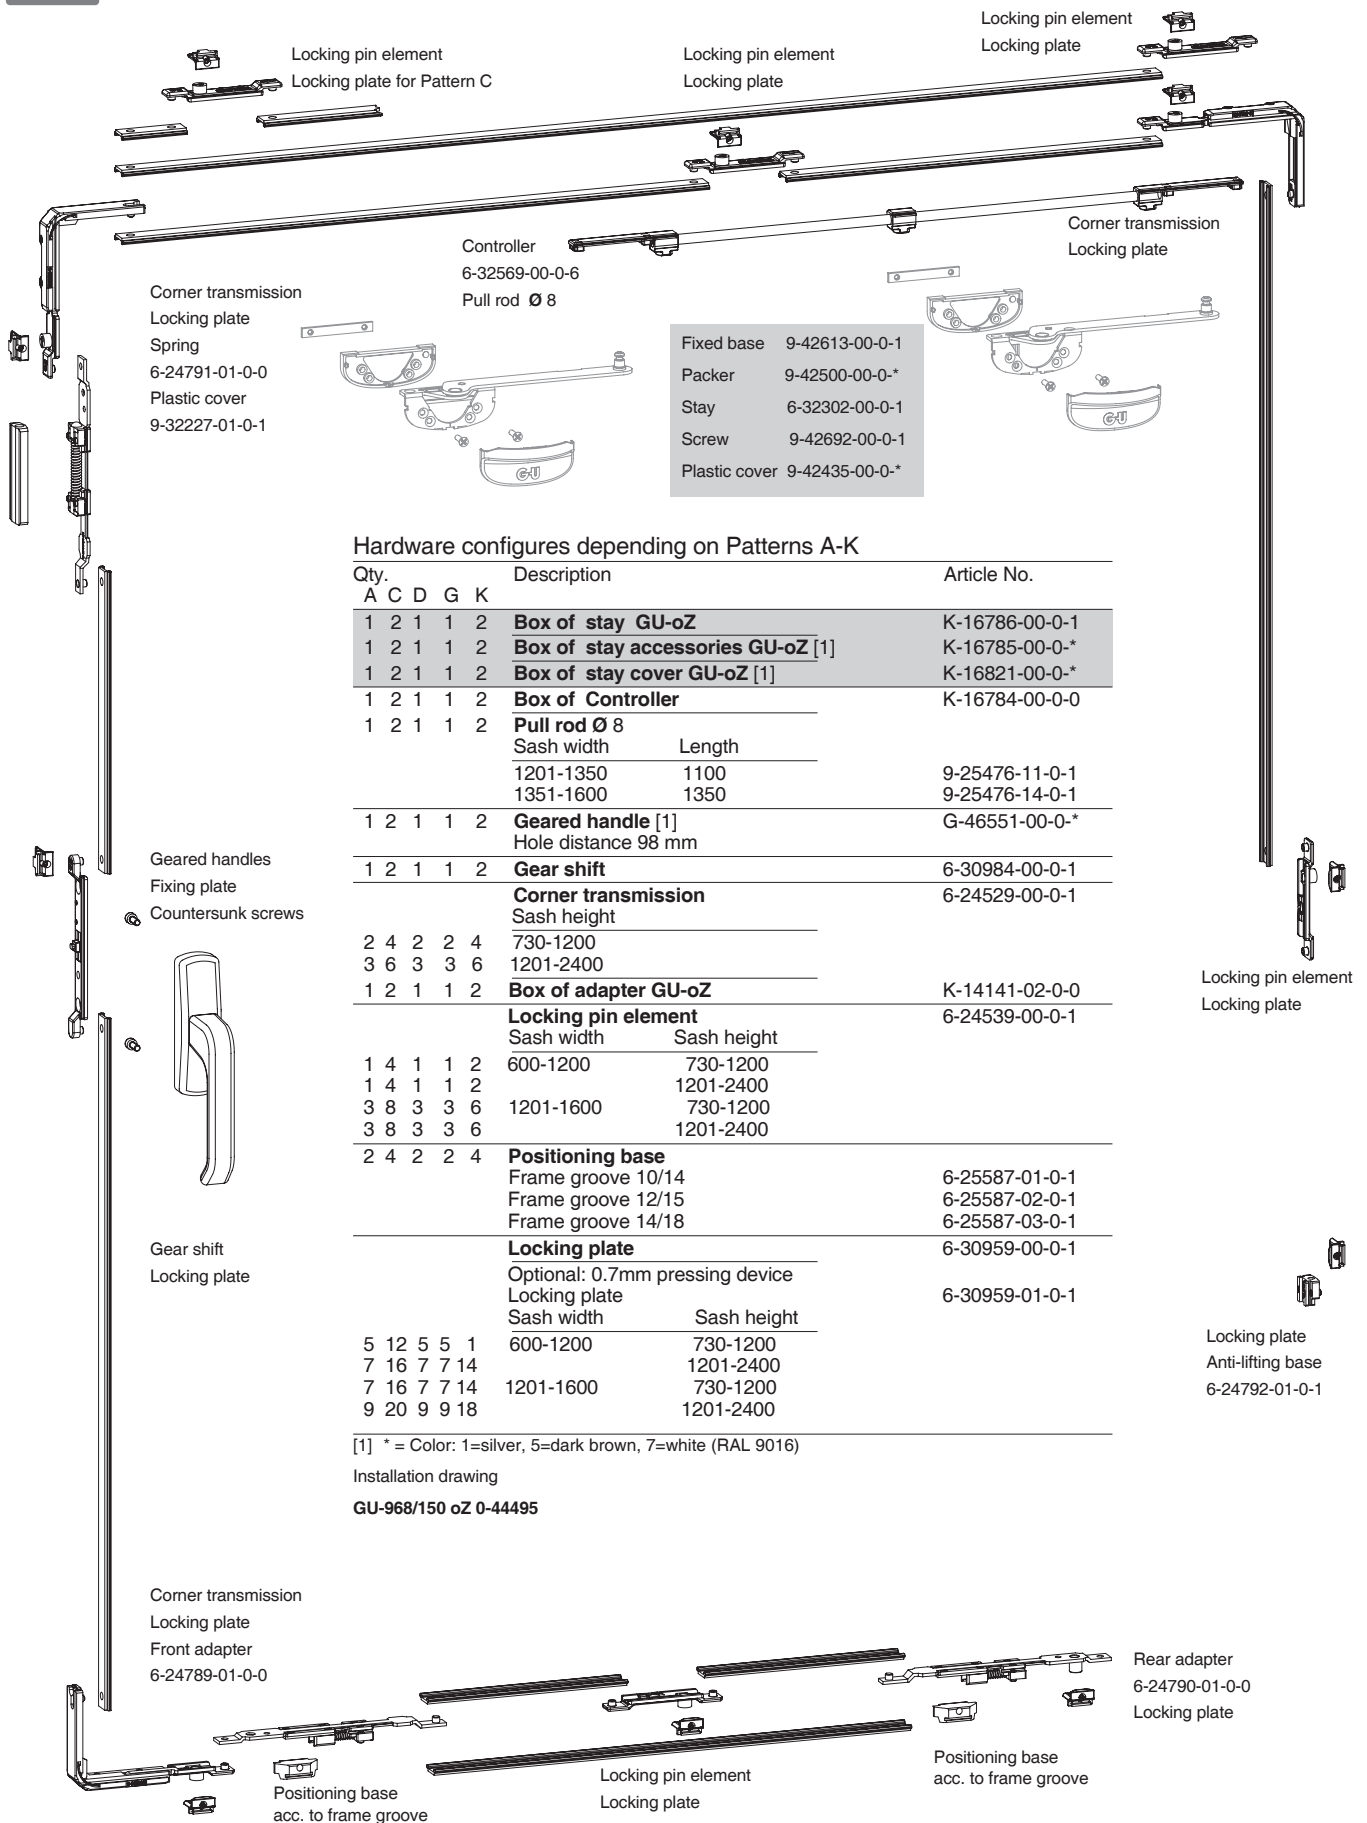 Locking pin element
Locking plate
Locking pin element
Locking plate for Pattern C
Locking pin element
Locking plate
Corner transmission
Locking plate
Controller
6-32569-00-0-6
Pull rod Ø 8
Corner transmission
Locking plate
Spring
6-24791-01-0-0
Plastic cover
9-32227-01-0-1
Fixed base 9-42613-00-0-1
Packer 9-42500-00-0-*
Stay 6-32302-00-0-1
Screw 9-42692-00-0-1
Plastic cover 9-42435-00-0-*
G-U
G-U
Hardware configures depending on Patterns A-K
Qty. Description Article No.
A C D G K
1 2 1 1 2 Box of stay GU-oZ K-16786-00-0-1
1 2 1 1 2 Box of stay accessories GU-oZ [1] K-16785-00-0-*
1 2 1 1 2 Box of stay cover GU-oZ [1] K-16821-00-0-*
1 2 1 1 2 Box of Controller K-16784-00-0-0
1 2 1 1 2 Pull rod Ø 8
Sash width Length
1201-1350 1100 9-25476-11-0-1
1351-1600 1350 9-25476-14-0-1
1 2 1 1 2 Geared handle [1] G-46551-00-0-*
Hole distance 98 mm
1 2 1 1 2 Gear shift 6-30984-00-0-1
Corner transmission 6-24529-00-0-1
Sash height
2 4 2 2 4 730-1200
3 6 3 3 6 1201-2400
1 2 1 1 2 Box of adapter GU-oZ K-14141-02-0-0
Locking pin element 6-24539-00-0-1
Sash width Sash height
1 4 1 1 2 600-1200 730-1200
1 4 1 1 2 1201-2400
3 8 3 3 6 1201-1600 730-1200
3 8 3 3 6 1201-2400
2 4 2 2 4 Positioning base
Frame groove 10/14 6-25587-01-0-1
Frame groove 12/15 6-25587-02-0-1
Frame groove 14/18 6-25587-03-0-1
Locking plate 6-30959-00-0-1
Optional: 0.7mm pressing device
Locking plate 6-30959-01-0-1
Sash width Sash height
5 12 5 5 1 600-1200 730-1200
7 16 7 7 14 1201-2400
7 16 7 7 14 1201-1600 730-1200
9 20 9 9 18 1201-2400
[1] * = Color: 1=silver, 5=dark brown, 7=white (RAL 9016)
Installation drawing
GU-968/150 oZ 0-44495
Geared handles
Fixing plate
Countersunk screws
Gear shift
Locking plate
Locking pin element
Locking plate
Locking plate
Anti-lifting base
6-24792-01-0-1
Corner transmission
Locking plate
Front adapter
6-24789-01-0-0
Rear adapter
6-24790-01-0-0
Locking plate
Positioning base
acc. to frame groove
Locking pin element
Locking plate
Positioning base
acc. to frame groove